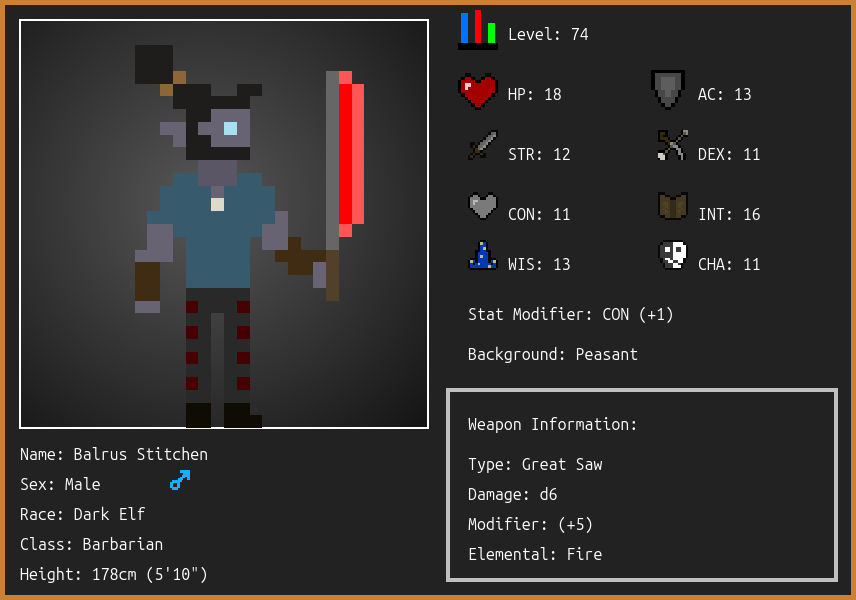 Level: 74
HP: 18
AC: 13
STR: 12
DEX: 11
CON: 11
INT: 16
WIS: 13
CHA: 11
Stat Modifier: CON (+1)
Background: Peasant
Weapon Information:
Type: Great Saw
Damage: d6
Modifier: (+5)
Elemental: Fire
Name: Balrus Stitchen
Sex: Male
Race: Dark Elf
Class: Barbarian
Height: 178cm (5'10")